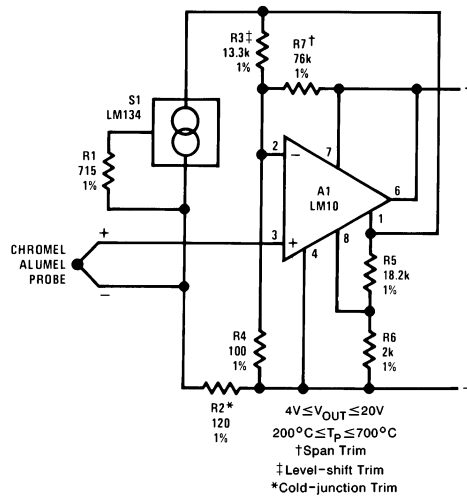 R3‡
13.3k
1%
R7†
76k
1%
S1
LM134
R1
715
1%
2
−
7
A1
LM10
6
1
3
+
4
8
+
CHROMEL
ALUMEL
PROBE
−
R5
18.2k
1%
R4
100
1%
R6
2k
1%
R2*
120
1%
4V≤VOUT≤20V
200°C≤TP≤700°C
†Span Trim
‡Level-shift Trim
*Cold-junction Trim